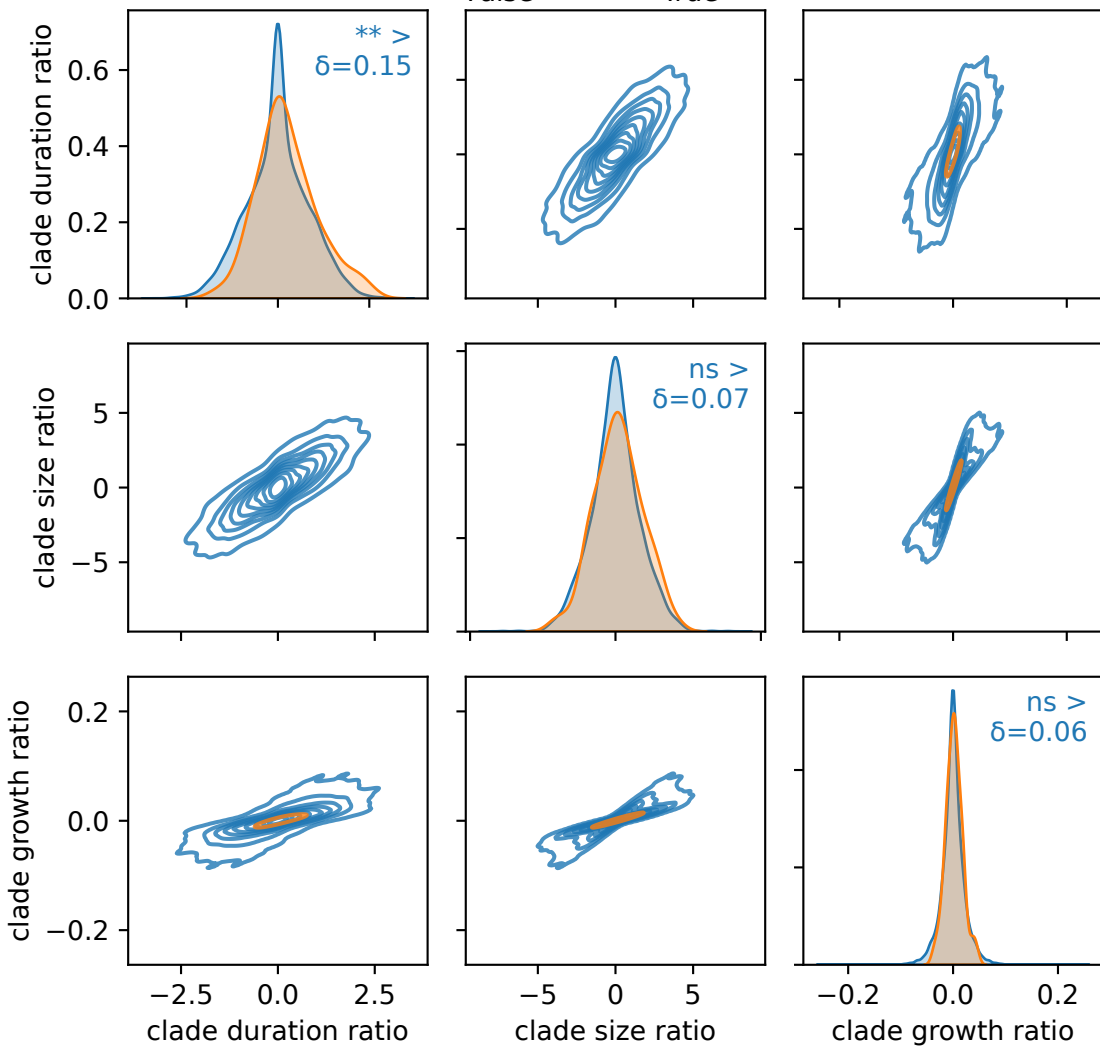 clade duration ratio
0.6
0.4
0.2
0.0
** >
δ=0.15
clade size ratio
5
0
−5
ns >
δ=0.07
clade growth ratio
0.2
0.0
−0.2
ns >
δ=0.06
−2.5 0.0 2.5
−5 0 5
−0.2 0.0 0.2
clade duration ratio
clade size ratio
clade growth ratio